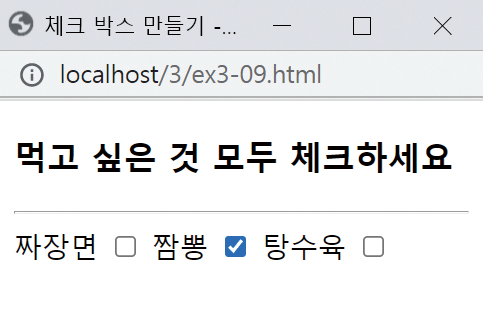 체크 박스 만들기 -...
localhost/3/ex3-09.html
먹고 싶은 것 모두 체크하세요
짜장면 짬뽕 탕수육